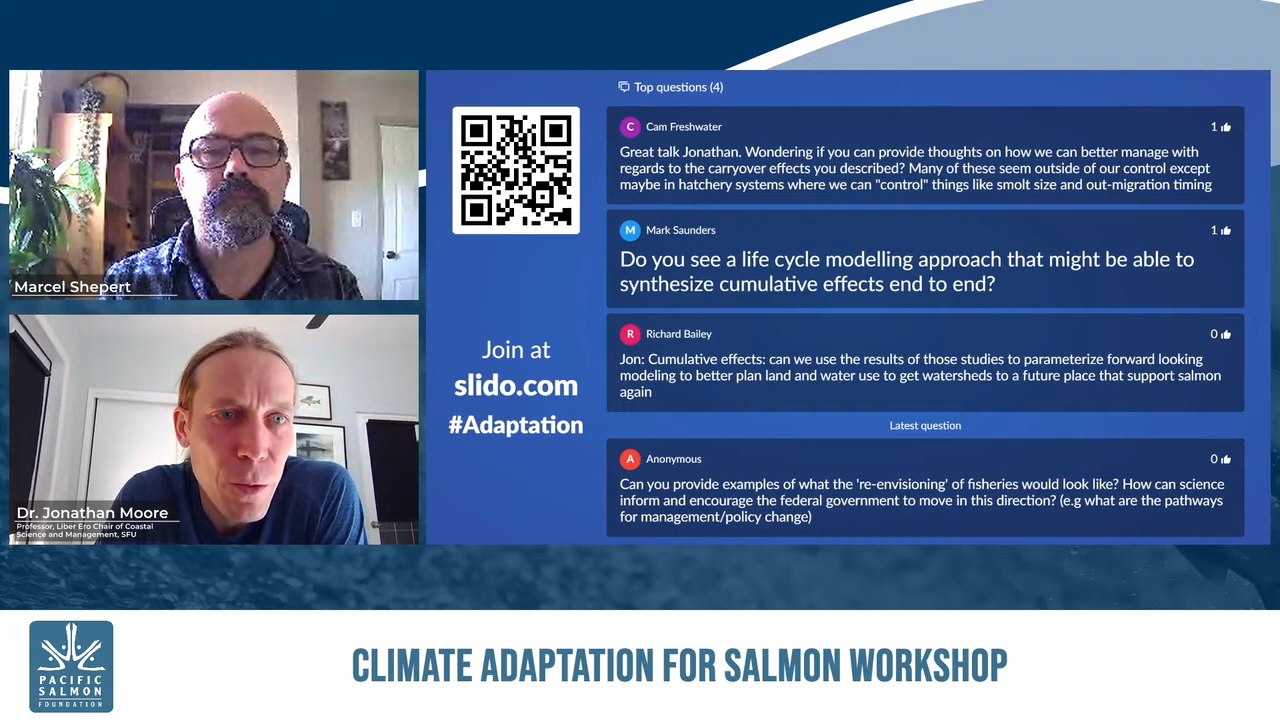 Marcel Shepert
Dr. Jonathan Moore
Professor, Liber Ero Chair of Coastal
Science and Management, SFU
Join at
slido.com
#Adaptation
Top questions (4)
C Cam Freshwater 1
Great talk Jonathan. Wondering if you can provide thoughts on how we can better manage with
regards to the carryover effects you described? Many of these seem outside of our control except
maybe in hatchery systems where we can "control" things like smolt size and out-migration timing
M Mark Saunders 1
Do you see a life cycle modelling approach that might be able to
synthesize cumulative effects end to end?
R Richard Bailey 0
Jon: Cumulative effects: can we use the results of those studies to parameterize forward looking
modeling to better plan land and water use to get watersheds to a future place that support salmon
again
Latest question
A Anonymous 0
Can you provide examples of what the 're-envisioning' of fisheries would look like? How can science
inform and encourage the federal government to move in this direction? (e.g what are the pathways
for management/policy change)
PACIFIC
SALMON
FOUNDATION
CLIMATE ADAPTATION FOR SALMON WORKSHOP